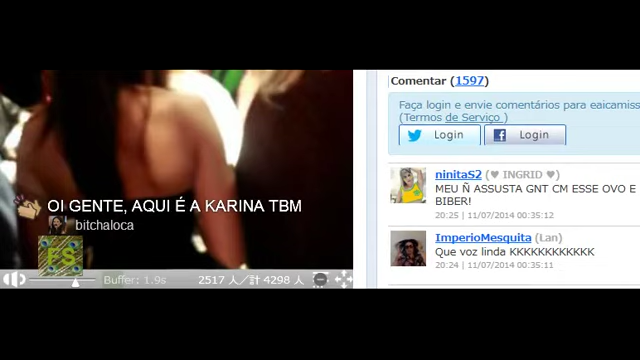 OI GENTE, AQUI É A KARINA TBM
bitchaloca
FS
Buffer: 1.9s
2517 人／計 4298 人
Comentar (1597)
Faça login e envie comentários para eaicamiss
(Termos de Serviço )
Login
Login
ninitaS2 (♥ INGRID ♥)
MEU Ñ ASSUSTA GNT CM ESSE OVO E
BIBER!
20:25 | 11/07/2014 00:35:12
ImperioMesquita (Lan)
Que voz linda KKKKKKKKKKKK
20:24 | 11/07/2014 00:35:11